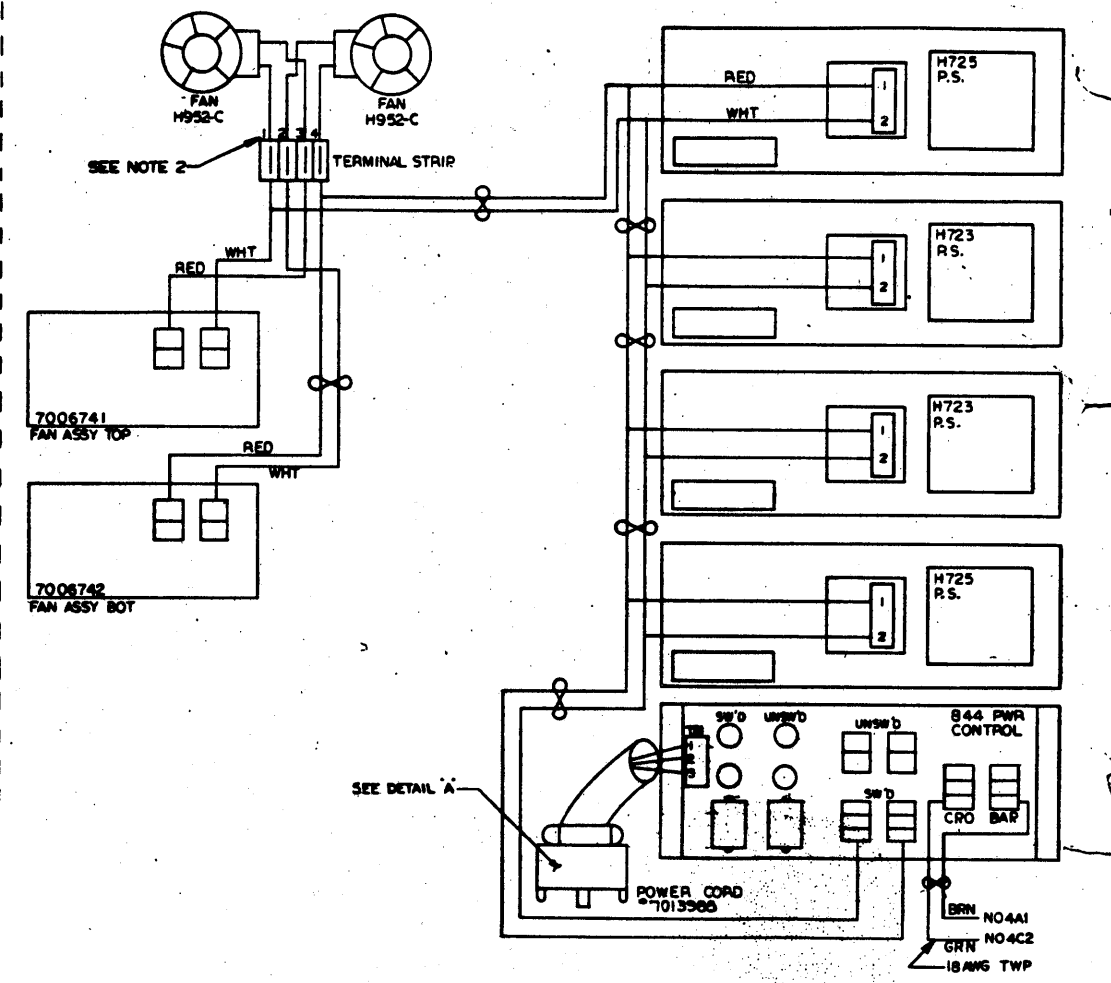 FAN
H952-C
FAN
H952-C
1 2 3 4
SEE NOTE 2
TERMINAL STRIP
WHT
RED
7006741
FAN ASSY TOP
RED
WHT
7006742
FAN ASSY BOT
RED
WHT
1
2
H725
P.S.
1
2
H723
P.S.
1
2
H723
P.S.
1
2
H725
P.S.
1
2
3
SW'D
UNSW'D
UNSW'D
844 PWR
CONTROL
SW'D
CRO
BAR
SEE DETAIL "A"
POWER CORD
#7013988
BRN
NO4A1
GRN
NO4C2
18 AWG TWP